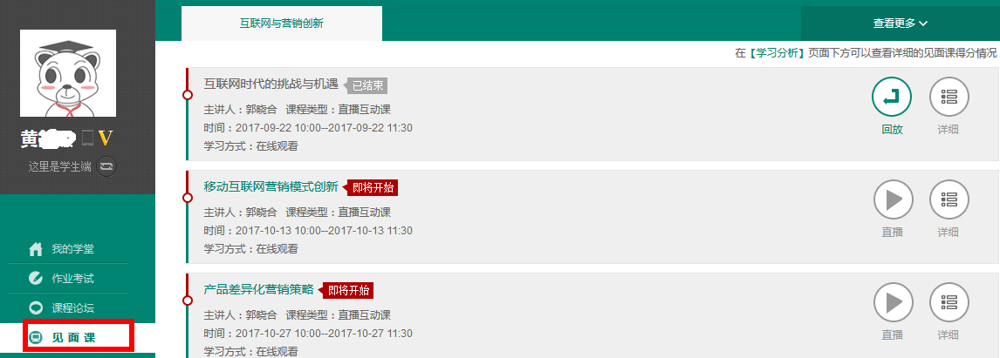 互联网与营销创新
查看更多
在【学习分析】页面下方可以查看详细的见面课得分情况
黄
V
这里是学生端
我的学堂
作业考试
课程论坛
见面课
互联网时代的挑战与机遇 已结束
主讲人：郭晓合 课程类型：直播互动课
时间：2017-09-22 10:00--2017-09-22 11:30
学习方式：在线观看
回放 详细
移动互联网营销模式创新 即将开始
主讲人：郭晓合 课程类型：直播互动课
时间：2017-10-13 10:00--2017-10-13 11:30
学习方式：在线观看
直播 详细
产品差异化营销策略 即将开始
主讲人：郭晓合 课程类型：直播互动课
时间：2017-10-27 10:00--2017-10-27 11:30
学习方式：在线观看
直播 详细